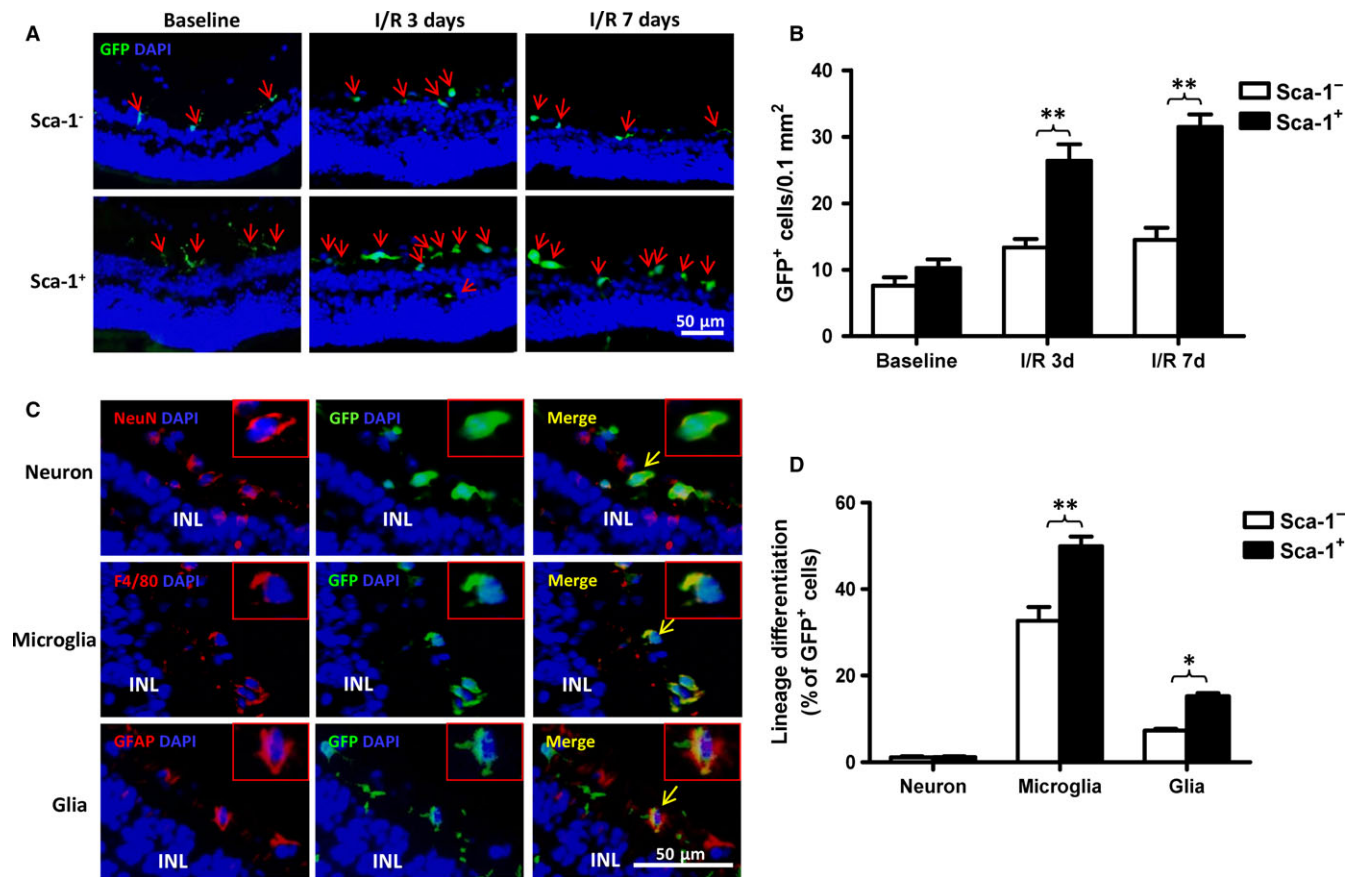 A
Baseline
I/R 3 days
I/R 7 days
GFP DAPI
Sca-1⁻
Sca-1⁺
50 µm
B
GFP⁺ cells/0.1 mm²
40
30
20
10
0
Baseline
I/R 3d
I/R 7d
**
**
Sca-1⁻
Sca-1⁺
C
NeuN DAPI
GFP DAPI
Merge
Neuron
INL
INL
INL
F4/80 DAPI
GFP DAPI
Merge
Microglia
INL
INL
INL
GFAP DAPI
GFP DAPI
Merge
Glia
INL
INL
INL
50 µm
D
Lineage differentiation
(% of GFP⁺ cells)
60
40
20
0
Neuron
Microglia
Glia
**
*
Sca-1⁻
Sca-1⁺